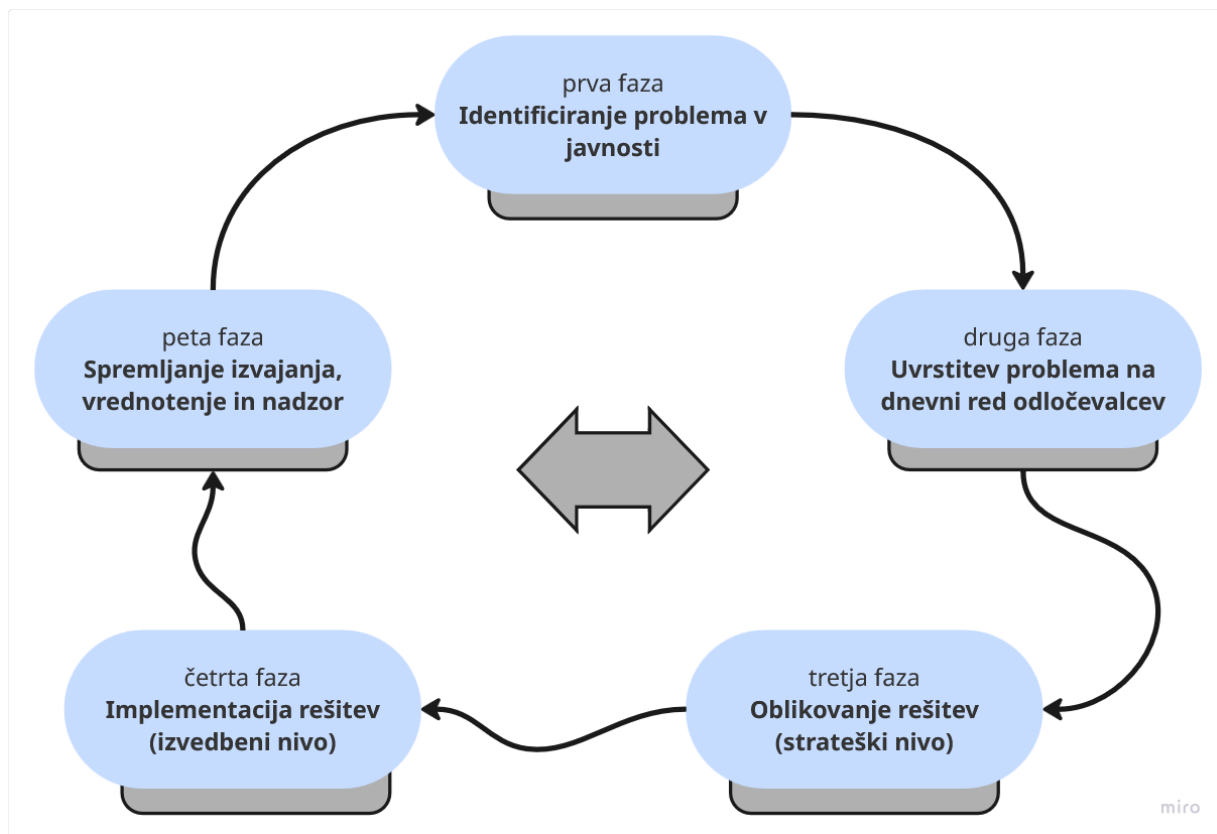 prva faza
Identificiranje problema v
javnosti
peta faza
Spremljanje izvajanja,
vrednotenje in nadzor
druga faza
Uvrstitev problema na
dnevni red odločevalcev
četrta faza
Implementacija rešitev
(izvedbeni nivo)
tretja faza
Oblikovanje rešitev
(strateški nivo)
miro